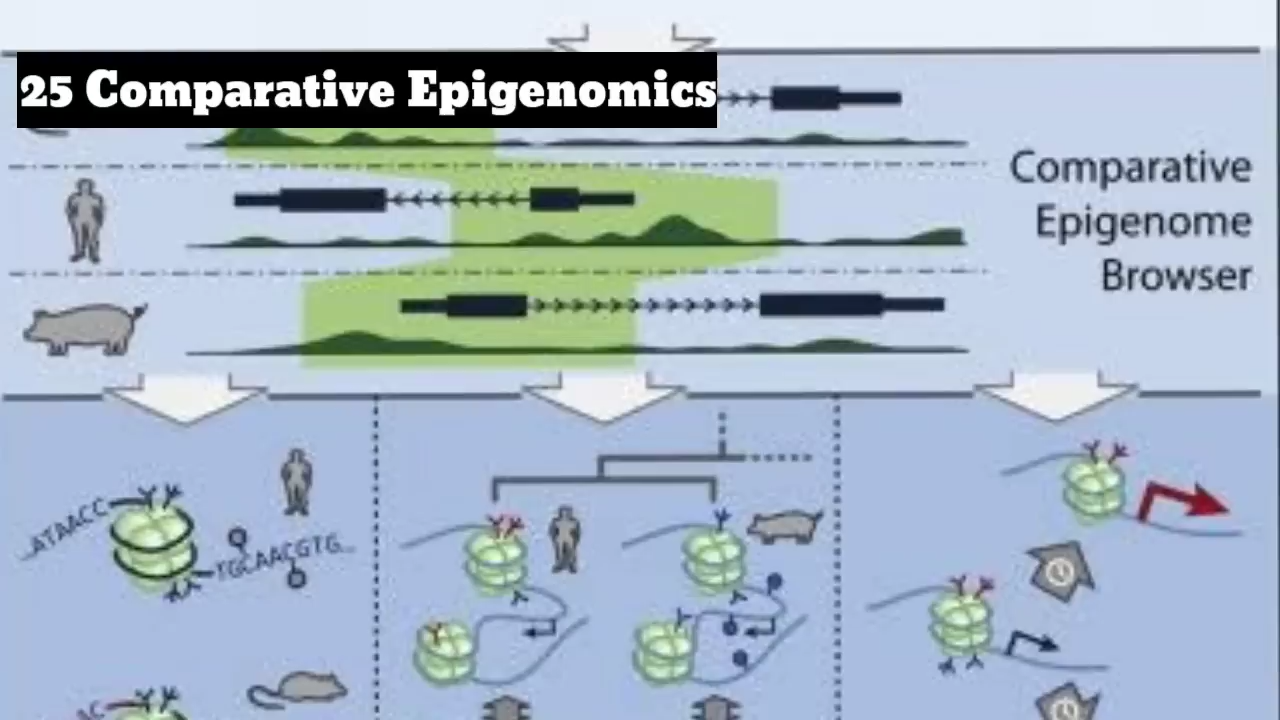 25 Comparative Epigenomics
Comparative
Epigenome
Browser
ATAACC
TGCAACGTG...